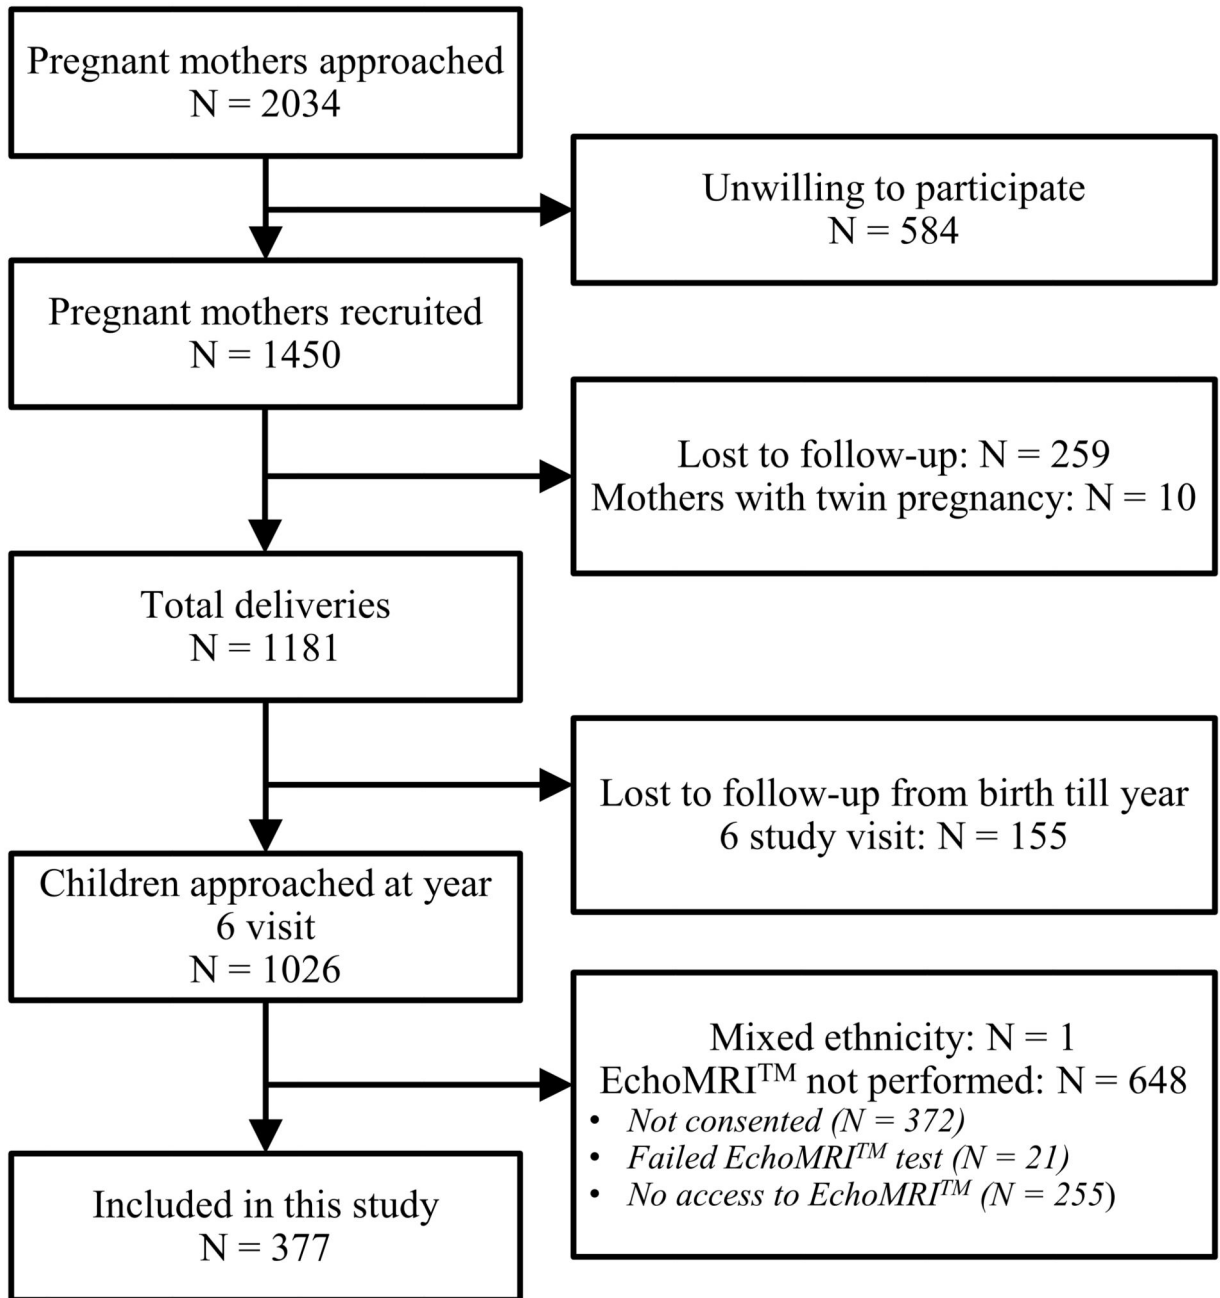 Pregnant mothers approached
N = 2034
Unwilling to participate
N = 584
Pregnant mothers recruited
N = 1450
Lost to follow-up: N = 259
Mothers with twin pregnancy: N = 10
Total deliveries
N = 1181
Lost to follow-up from birth till year
6 study visit: N = 155
Children approached at year
6 visit
N = 1026
Mixed ethnicity: N = 1
EchoMRI™ not performed: N = 648
• Not consented (N = 372)
• Failed EchoMRI™ test (N = 21)
• No access to EchoMRI™ (N = 255)
Included in this study
N = 377